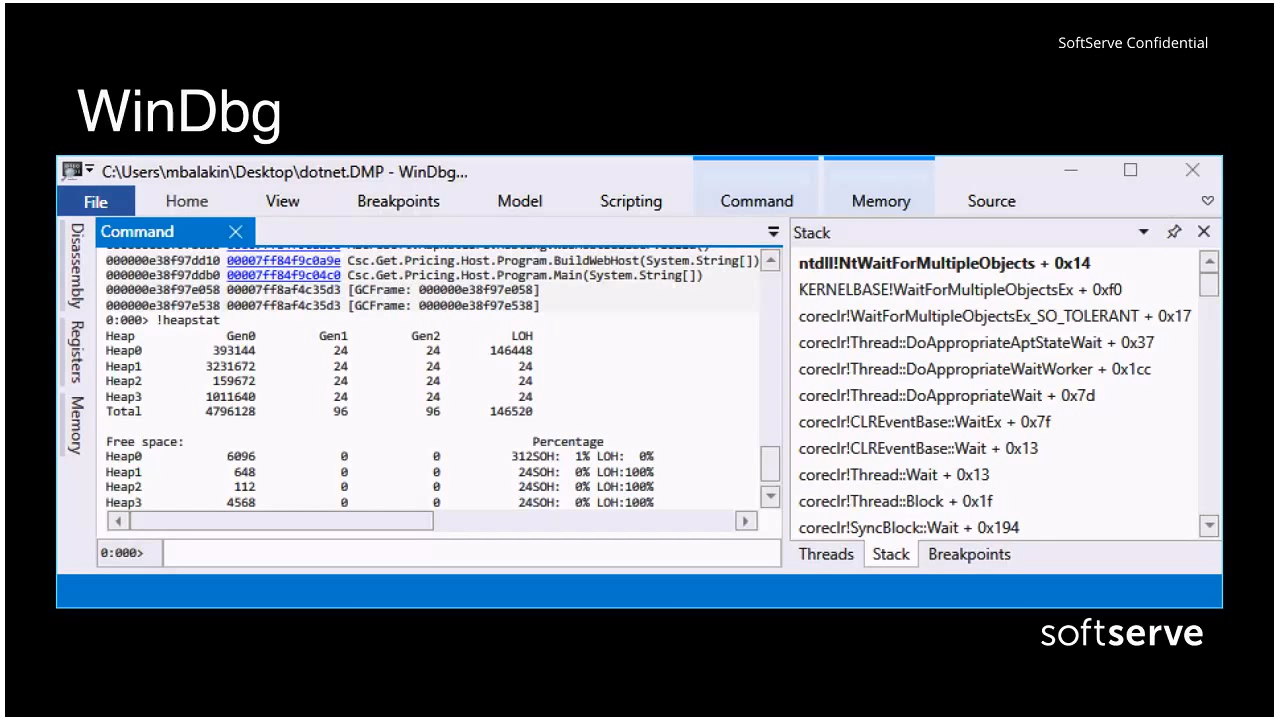 SoftServe Confidential
WinDbg
C:\Users\mbalakin\Desktop\dotnet.DMP - WinDbg...
File Home View Breakpoints Model Scripting Command Memory Source
Disassembly
Registers
Memory
Command
000000e38f97dd10 00007ff84f9c0a9e Csc.Get.Pricing.Host.Program.BuildWebHost(System.String[])
000000e38f97ddb0 00007ff84f9c04c0 Csc.Get.Pricing.Host.Program.Main(System.String[])
000000e38f97e058 00007ff8af4c35d3 [GCFrame: 000000e38f97e058]
000000e38f97e538 00007ff8af4c35d3 [GCFrame: 000000e38f97e538]
0:000> !heapstat
Heap Gen0 Gen1 Gen2 LOH
Heap0 393144 24 24 146448
Heap1 3231672 24 24 24
Heap2 159672 24 24 24
Heap3 1011640 24 24 24
Total 4796128 96 96 146520
Free space: Percentage
Heap0 6096 0 0 312SOH: 1% LOH: 0%
Heap1 648 0 0 24SOH: 0% LOH:100%
Heap2 112 0 0 24SOH: 0% LOH:100%
Heap3 4568 0 0 24SOH: 0% LOH:100%
0:000>
Stack
ntdll!NtWaitForMultipleObjects + 0x14
KERNELBASE!WaitForMultipleObjectsEx + 0xf0
coreclr!WaitForMultipleObjectsEx_SO_TOLERANT + 0x17
coreclr!Thread::DoAppropriateAptStateWait + 0x37
coreclr!Thread::DoAppropriateWaitWorker + 0x1cc
coreclr!Thread::DoAppropriateWait + 0x7d
coreclr!CLREventBase::WaitEx + 0x7f
coreclr!CLREventBase::Wait + 0x13
coreclr!Thread::Wait + 0x13
coreclr!Thread::Block + 0x1f
coreclr!SyncBlock::Wait + 0x194
Threads Stack Breakpoints
softserve